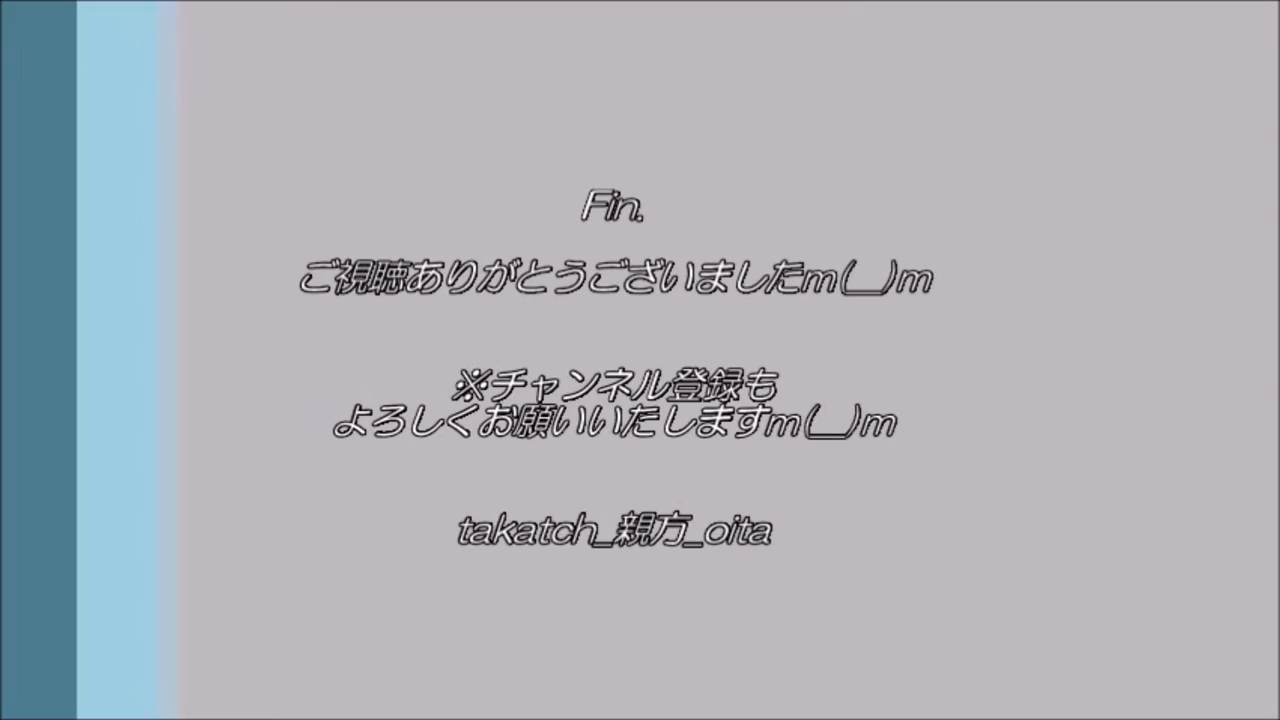 Fin.
ご視聴ありがとうございましたm(__)m
※チャンネル登録も
よろしくお願いいたしますm(__)m
takatch_親方_oita